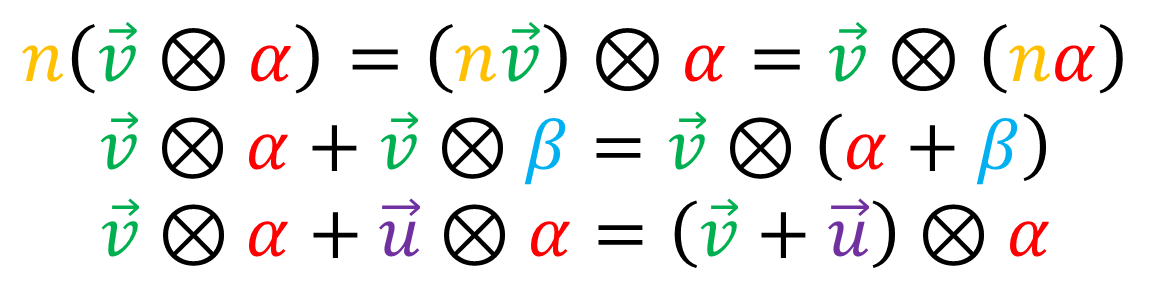 n(v⃗ ⊗ α) = (nv⃗) ⊗ α = v⃗ ⊗ (nα)
v⃗ ⊗ α + v⃗ ⊗ β = v⃗ ⊗ (α + β)
v⃗ ⊗ α + u⃗ ⊗ α = (v⃗ + u⃗) ⊗ α